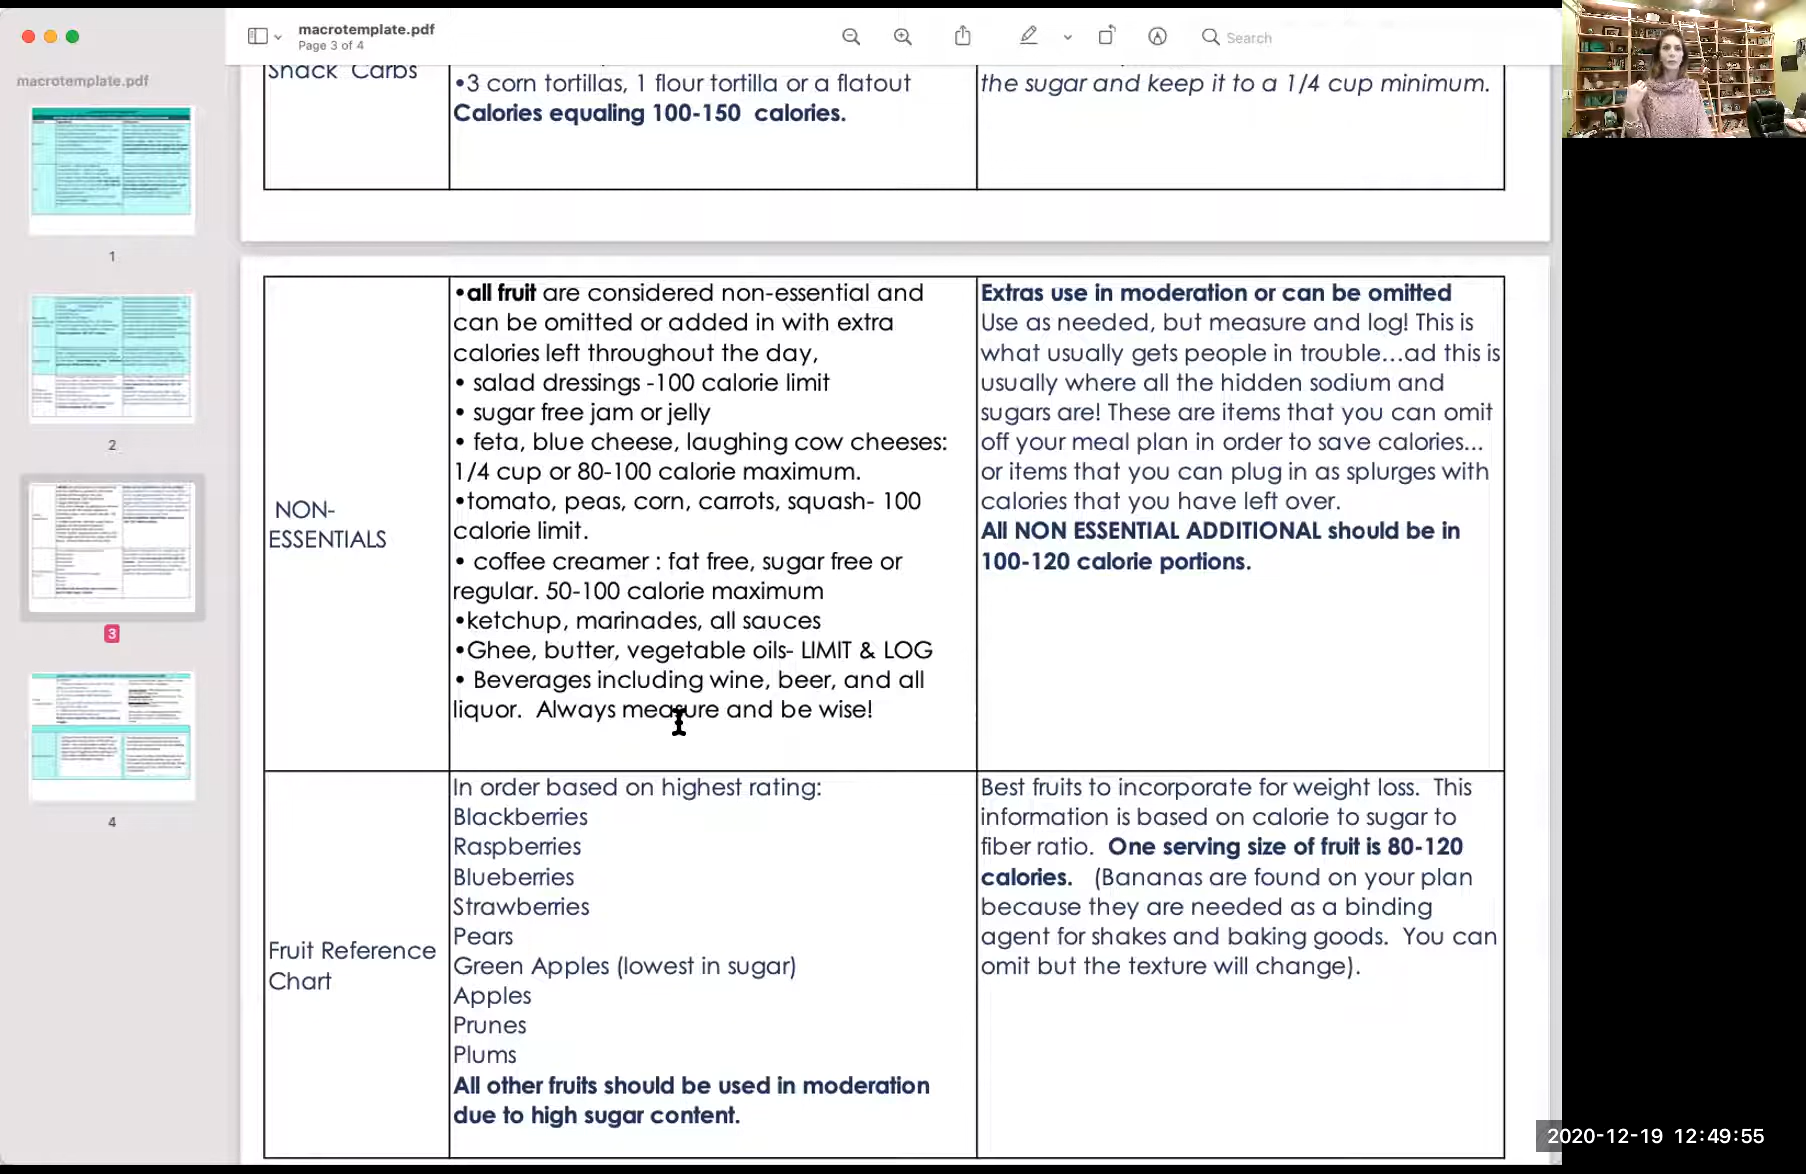 macrotemplate.pdf
Page 3 of 4
Search
macrotemplate.pdf
1
2
3
4
Snack Carbs
•3 corn tortillas, 1 flour tortilla or a flatout
Calories equaling 100-150 calories.
the sugar and keep it to a 1/4 cup minimum.
NON-
ESSENTIALS
•all fruit are considered non-essential and
can be omitted or added in with extra
calories left throughout the day,
• salad dressings -100 calorie limit
• sugar free jam or jelly
• feta, blue cheese, laughing cow cheeses:
1/4 cup or 80-100 calorie maximum.
•tomato, peas, corn, carrots, squash- 100
calorie limit.
• coffee creamer : fat free, sugar free or
regular. 50-100 calorie maximum
•ketchup, marinades, all sauces
•Ghee, butter, vegetable oils- LIMIT & LOG
• Beverages including wine, beer, and all
liquor. Always measure and be wise!
Extras use in moderation or can be omitted
Use as needed, but measure and log! This is
what usually gets people in trouble...ad this is
usually where all the hidden sodium and
sugars are! These are items that you can omit
off your meal plan in order to save calories...
or items that you can plug in as splurges with
calories that you have left over.
All NON ESSENTIAL ADDITIONAL should be in
100-120 calorie portions.
Fruit Reference
Chart
In order based on highest rating:
Blackberries
Raspberries
Blueberries
Strawberries
Pears
Green Apples (lowest in sugar)
Apples
Prunes
Plums
All other fruits should be used in moderation
due to high sugar content.
Best fruits to incorporate for weight loss. This
information is based on calorie to sugar to
fiber ratio. One serving size of fruit is 80-120
calories. (Bananas are found on your plan
because they are needed as a binding
agent for shakes and baking goods. You can
omit but the texture will change).
2020-12-19 12:49:55